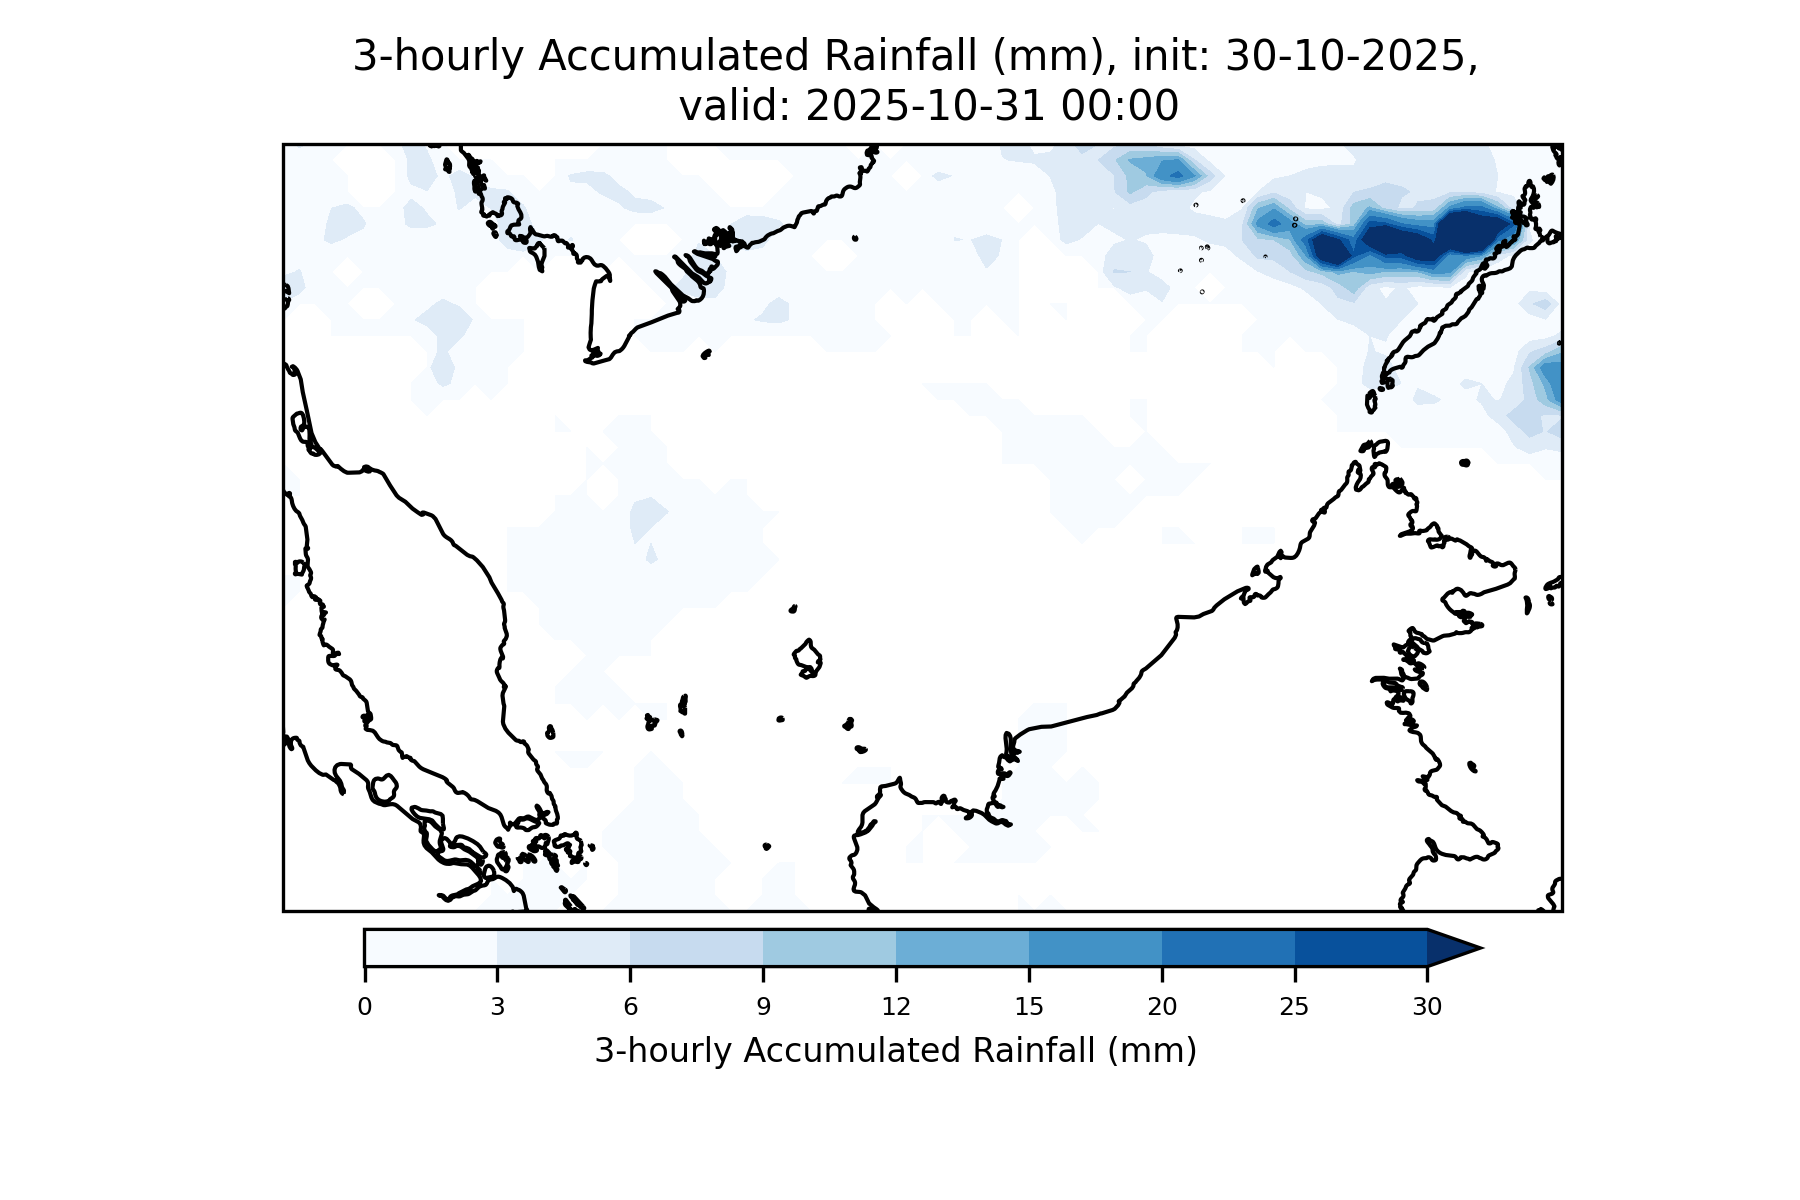 3-hourly Accumulated Rainfall (mm), init: 30-10-2025,
valid: 2025-10-31 00:00
0 3 6 9 12 15 20 25 30
3-hourly Accumulated Rainfall (mm)